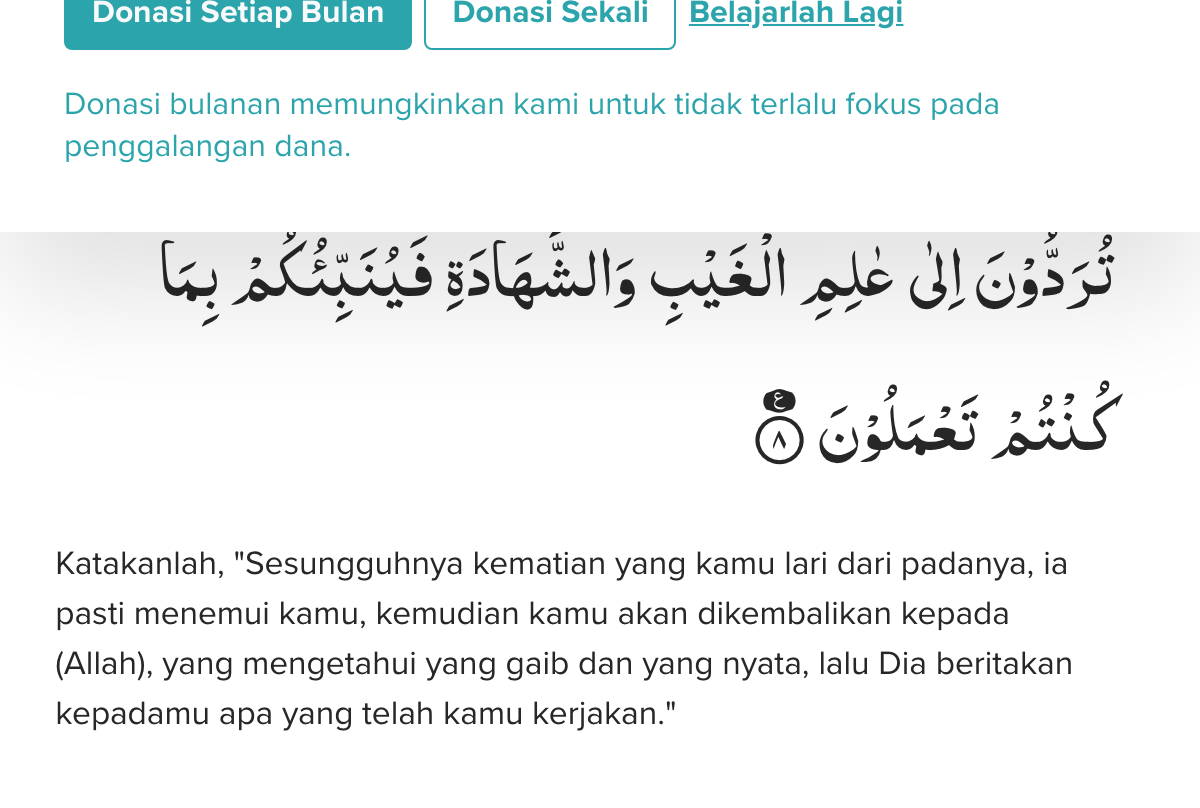 Donasi Setiap Bulan Donasi Sekali Belajarlah Lagi
Donasi bulanan memungkinkan kami untuk tidak terlalu fokus pada
penggalangan dana.
تُرَدُّوْنَ اِلٰى عٰلِمِ الْغَيْبِ وَالشَّهَادَةِ فَيُنَبِّئُكُمْ بِمَا
كُنْتُمْ تَعْمَلُوْنَ ۝٨ ع
Katakanlah, "Sesungguhnya kematian yang kamu lari dari padanya, ia
pasti menemui kamu, kemudian kamu akan dikembalikan kepada
(Allah), yang mengetahui yang gaib dan yang nyata, lalu Dia beritakan
kepadamu apa yang telah kamu kerjakan."